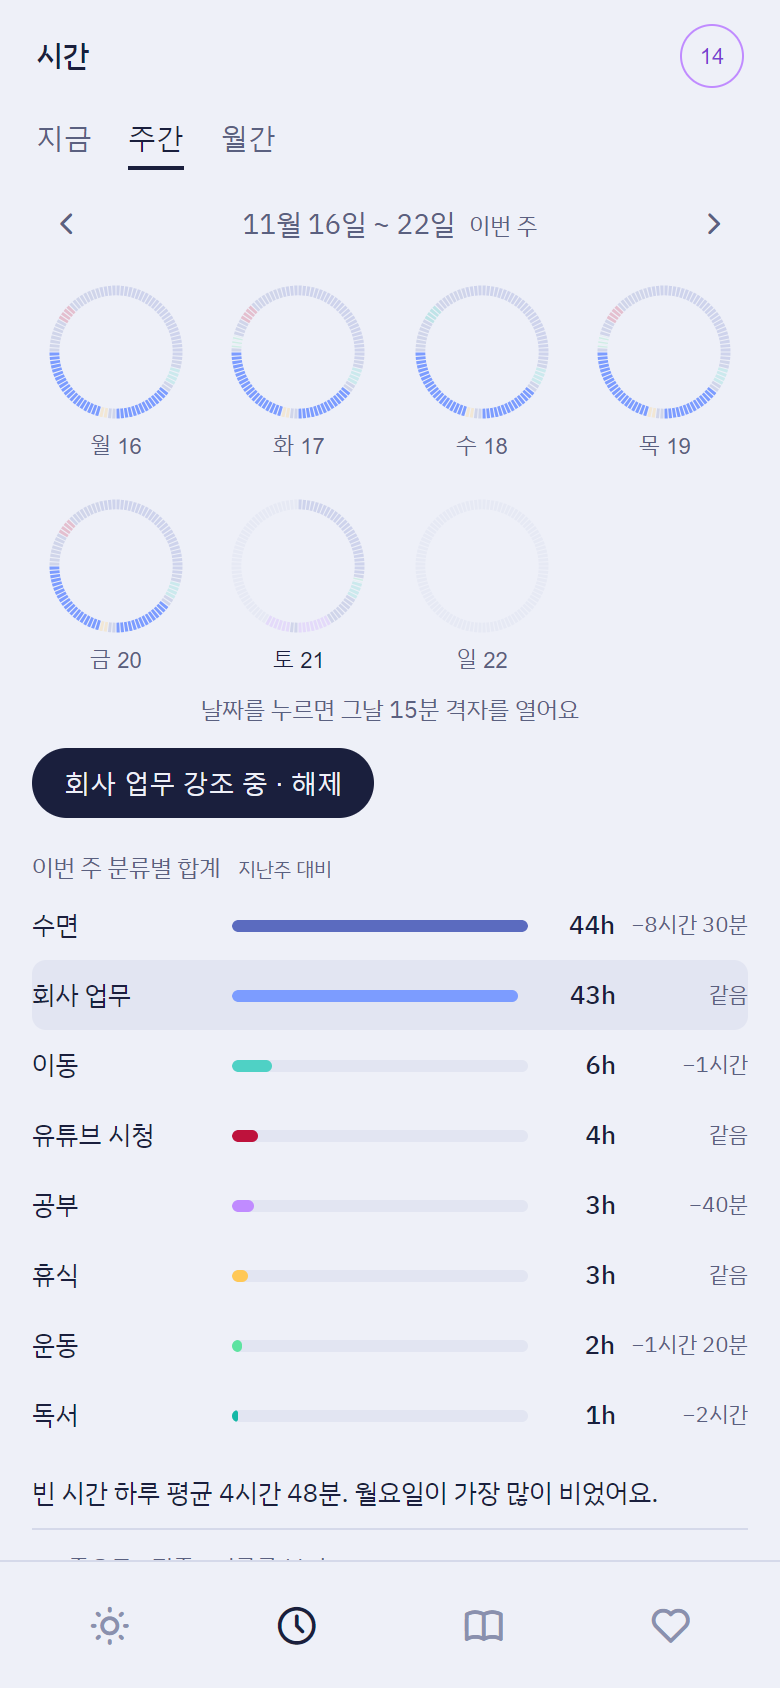 시간 14
지금 주간 월간
11월 16일 ~ 22일 이번 주
월 16 화 17 수 18 목 19
금 20 토 21 일 22
날짜를 누르면 그날 15분 격자를 열어요
회사 업무 강조 중 · 해제
이번 주 분류별 합계 지난주 대비
수면 44h −8시간 30분
회사 업무 43h 같음
이동 6h −1시간
유튜브 시청 4h 같음
공부 3h −40분
휴식 3h 같음
운동 2h −1시간 20분
독서 1h −2시간
빈 시간 하루 평균 4시간 48분. 월요일이 가장 많이 비었어요.